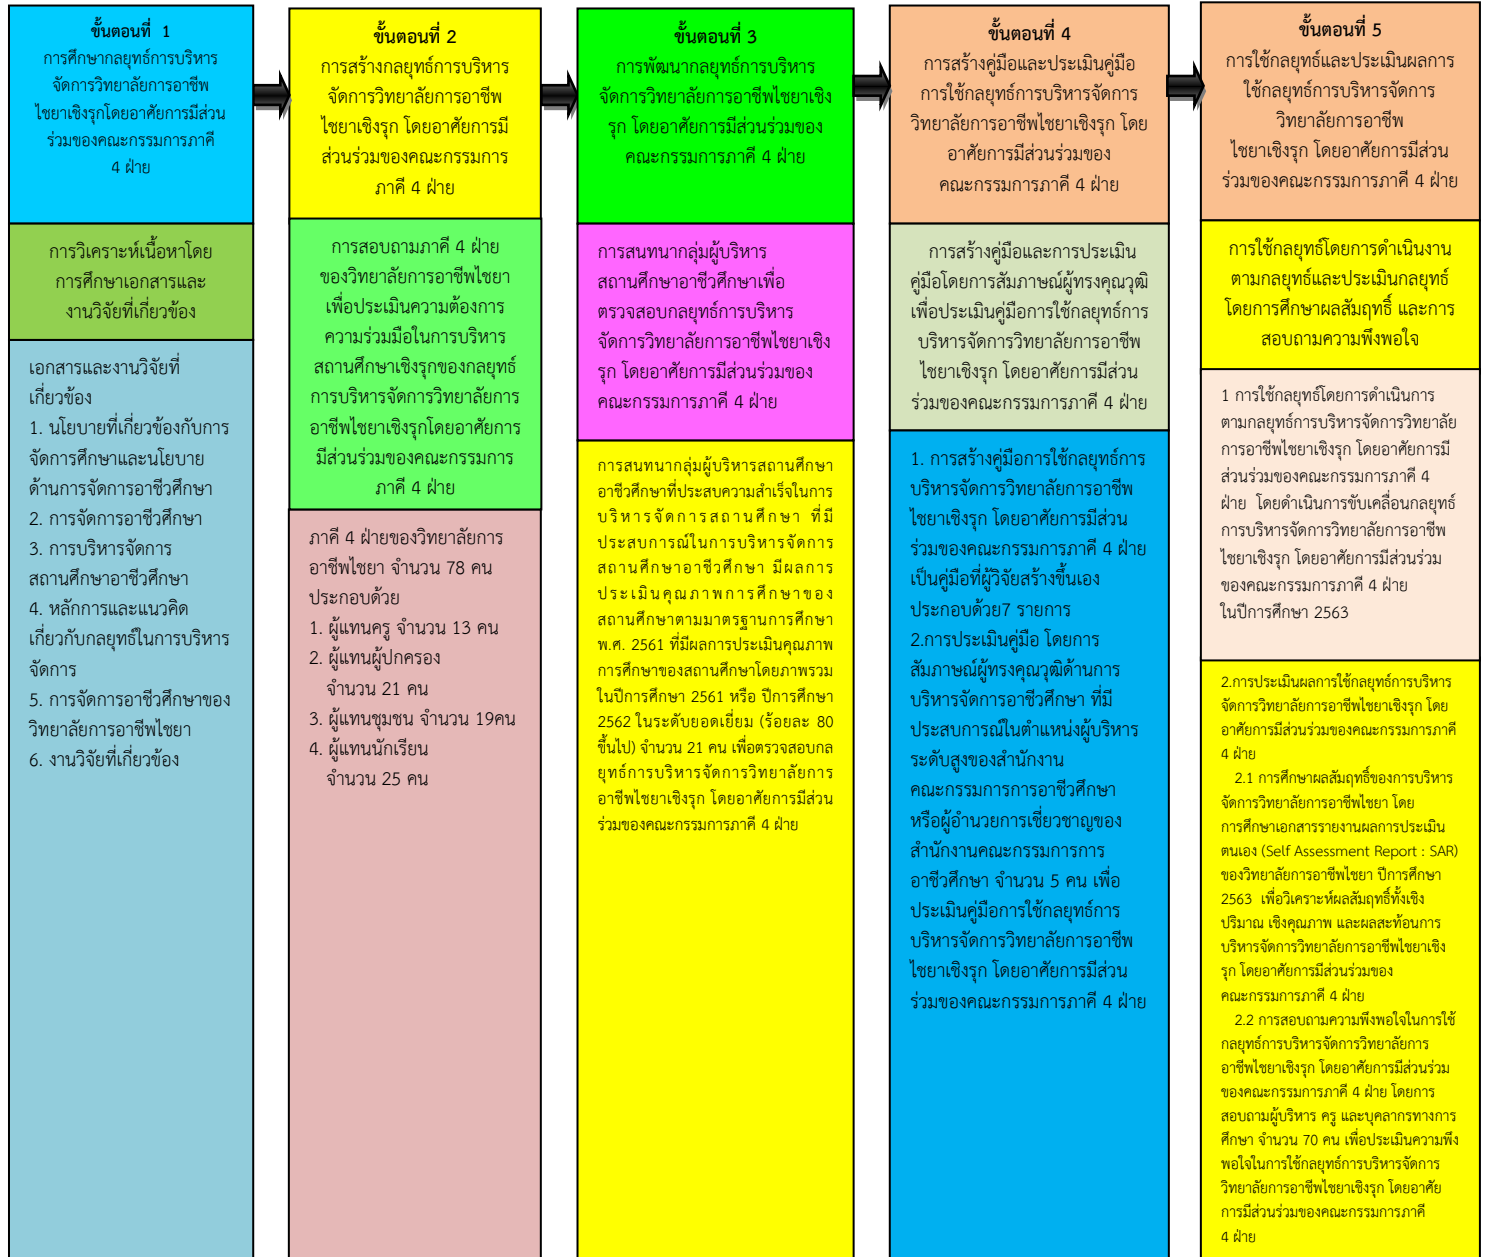 ขั้นตอนที่ 1
การศึกษากลยุทธ์การบริหาร
จัดการวิทยาลัยการอาชีพ
ไชยาเชิงรุกโดยอาศัยการมีส่วน
ร่วมของคณะกรรมการภาคี
4 ฝ่าย
การวิเคราะห์เนื้อหาโดย
การศึกษาเอกสารและ
งานวิจัยที่เกี่ยวข้อง
เอกสารและงานวิจัยที่
เกี่ยวข้อง
1. นโยบายที่เกี่ยวข้องกับการ
จัดการศึกษาและนโยบาย
ด้านการจัดการอาชีวศึกษา
2. การจัดการอาชีวศึกษา
3. การบริหารจัดการ
สถานศึกษาอาชีวศึกษา
4. หลักการและแนวคิด
เกี่ยวกับกลยุทธ์ในการบริหาร
จัดการ
5. การจัดการอาชีวศึกษาของ
วิทยาลัยการอาชีพไชยา
6. งานวิจัยที่เกี่ยวข้อง
ขั้นตอนที่ 2
การสร้างกลยุทธ์การบริหาร
จัดการวิทยาลัยการอาชีพ
ไชยาเชิงรุก โดยอาศัยการมี
ส่วนร่วมของคณะกรรมการ
ภาคี 4 ฝ่าย
การสอบถามภาคี 4 ฝ่าย
ของวิทยาลัยการอาชีพไชยา
เพื่อประเมินความต้องการ
ความร่วมมือในการบริหาร
สถานศึกษาเชิงรุกของกลยุทธ์
การบริหารจัดการวิทยาลัยการ
อาชีพไชยาเชิงรุกโดยอาศัยการ
มีส่วนร่วมของคณะกรรมการ
ภาคี 4 ฝ่าย
ภาคี 4 ฝ่ายของวิทยาลัยการ
อาชีพไชยา จำนวน 78 คน
ประกอบด้วย
1. ผู้แทนครู จำนวน 13 คน
2. ผู้แทนผู้ปกครอง
จำนวน 21 คน
3. ผู้แทนชุมชน จำนวน 19คน
4. ผู้แทนนักเรียน
จำนวน 25 คน
ขั้นตอนที่ 3
การพัฒนากลยุทธ์การบริหาร
จัดการวิทยาลัยการอาชีพไชยาเชิง
รุก โดยอาศัยการมีส่วนร่วมของ
คณะกรรมการภาคี 4 ฝ่าย
การสนทนากลุ่มผู้บริหาร
สถานศึกษาอาชีวศึกษาเพื่อ
ตรวจสอบกลยุทธ์การบริหาร
จัดการวิทยาลัยการอาชีพไชยาเชิง
รุก โดยอาศัยการมีส่วนร่วมของ
คณะกรรมการภาคี 4 ฝ่าย
การสนทนากลุ่มผู้บริหารสถานศึกษา
อาชีวศึกษาที่ประสบความสำเร็จในการ
บริหารจัดการสถานศึกษา ที่มี
ประสบการณ์ในการบริหารจัดการ
สถานศึกษาอาชีวศึกษา มีผลการ
ประเมินคุณภาพการศึกษาของ
สถานศึกษาตามมาตรฐานการศึกษา
พ.ศ. 2561 ที่มีผลการประเมินคุณภาพ
การศึกษาของสถานศึกษาโดยภาพรวม
ในปีการศึกษา 2561 หรือ ปีการศึกษา
2562 ในระดับยอดเยี่ยม (ร้อยละ 80
ขึ้นไป) จำนวน 21 คน เพื่อตรวจสอบกล
ยุทธ์การบริหารจัดการวิทยาลัยการ
อาชีพไชยาเชิงรุก โดยอาศัยการมีส่วน
ร่วมของคณะกรรมการภาคี 4 ฝ่าย
ขั้นตอนที่ 4
การสร้างคู่มือและประเมินคู่มือ
การใช้กลยุทธ์การบริหารจัดการ
วิทยาลัยการอาชีพไชยาเชิงรุก โดย
อาศัยการมีส่วนร่วมของ
คณะกรรมการภาคี 4 ฝ่าย
การสร้างคู่มือและการประเมิน
คู่มือโดยการสัมภาษณ์ผู้ทรงคุณวุฒิ
เพื่อประเมินคู่มือการใช้กลยุทธ์การ
บริหารจัดการวิทยาลัยการอาชีพ
ไชยาเชิงรุก โดยอาศัยการมีส่วน
ร่วมของคณะกรรมการภาคี 4 ฝ่าย
1. การสร้างคู่มือการใช้กลยุทธ์การ
บริหารจัดการวิทยาลัยการอาชีพ
ไชยาเชิงรุก โดยอาศัยการมีส่วน
ร่วมของคณะกรรมการภาคี 4 ฝ่าย
เป็นคู่มือที่ผู้วิจัยสร้างขึ้นเอง
ประกอบด้วย7 รายการ
2.การประเมินคู่มือ โดยการ
สัมภาษณ์ผู้ทรงคุณวุฒิด้านการ
บริหารจัดการอาชีวศึกษา ที่มี
ประสบการณ์ในตำแหน่งผู้บริหาร
ระดับสูงของสำนักงาน
คณะกรรมการการอาชีวศึกษา
หรือผู้อำนวยการเชี่ยวชาญของ
สำนักงานคณะกรรมการการ
อาชีวศึกษา จำนวน 5 คน เพื่อ
ประเมินคู่มือการใช้กลยุทธ์การ
บริหารจัดการวิทยาลัยการอาชีพ
ไชยาเชิงรุก โดยอาศัยการมีส่วน
ร่วมของคณะกรรมการภาคี 4 ฝ่าย
ขั้นตอนที่ 5
การใช้กลยุทธ์และประเมินผลการ
ใช้กลยุทธ์การบริหารจัดการ
วิทยาลัยการอาชีพ
ไชยาเชิงรุก โดยอาศัยการมีส่วน
ร่วมของคณะกรรมการภาคี 4 ฝ่าย
การใช้กลยุทธ์โดยการดำเนินงาน
ตามกลยุทธ์และประเมินกลยุทธ์
โดยการศึกษาผลสัมฤทธิ์ และการ
สอบถามความพึงพอใจ
1 การใช้กลยุทธ์โดยการดำเนินการ
ตามกลยุทธ์การบริหารจัดการวิทยาลัย
การอาชีพไชยาเชิงรุก โดยอาศัยการมี
ส่วนร่วมของคณะกรรมการภาคี 4
ฝ่าย โดยดำเนินการขับเคลื่อนกลยุทธ์
การบริหารจัดการวิทยาลัยการอาชีพ
ไชยาเชิงรุก โดยอาศัยการมีส่วนร่วม
ของคณะกรรมการภาคี 4 ฝ่าย
ในปีการศึกษา 2563
2.การประเมินผลการใช้กลยุทธ์การบริหาร
จัดการวิทยาลัยการอาชีพไชยาเชิงรุก โดย
อาศัยการมีส่วนร่วมของคณะกรรมการภาคี
4 ฝ่าย
2.1 การศึกษาผลสัมฤทธิ์ของการบริหาร
จัดการวิทยาลัยการอาชีพไชยา โดย
การศึกษาเอกสารรายงานผลการประเมิน
ตนเอง (Self Assessment Report : SAR)
ของวิทยาลัยการอาชีพไชยา ปีการศึกษา
2563 เพื่อวิเคราะห์ผลสัมฤทธิ์ทั้งเชิง
ปริมาณ เชิงคุณภาพ และผลสะท้อนการ
บริหารจัดการวิทยาลัยการอาชีพไชยาเชิง
รุก โดยอาศัยการมีส่วนร่วมของ
คณะกรรมการภาคี 4 ฝ่าย
2.2 การสอบถามความพึงพอใจในการใช้
กลยุทธ์การบริหารจัดการวิทยาลัยการ
อาชีพไชยาเชิงรุก โดยอาศัยการมีส่วนร่วม
ของคณะกรรมการภาคี 4 ฝ่าย โดยการ
สอบถามผู้บริหาร ครู และบุคลากรทางการ
ศึกษา จำนวน 70 คน เพื่อประเมินความพึง
พอใจในการใช้กลยุทธ์การบริหารจัดการ
วิทยาลัยการอาชีพไชยาเชิงรุก โดยอาศัย
การมีส่วนร่วมของคณะกรรมการภาคี
4 ฝ่าย